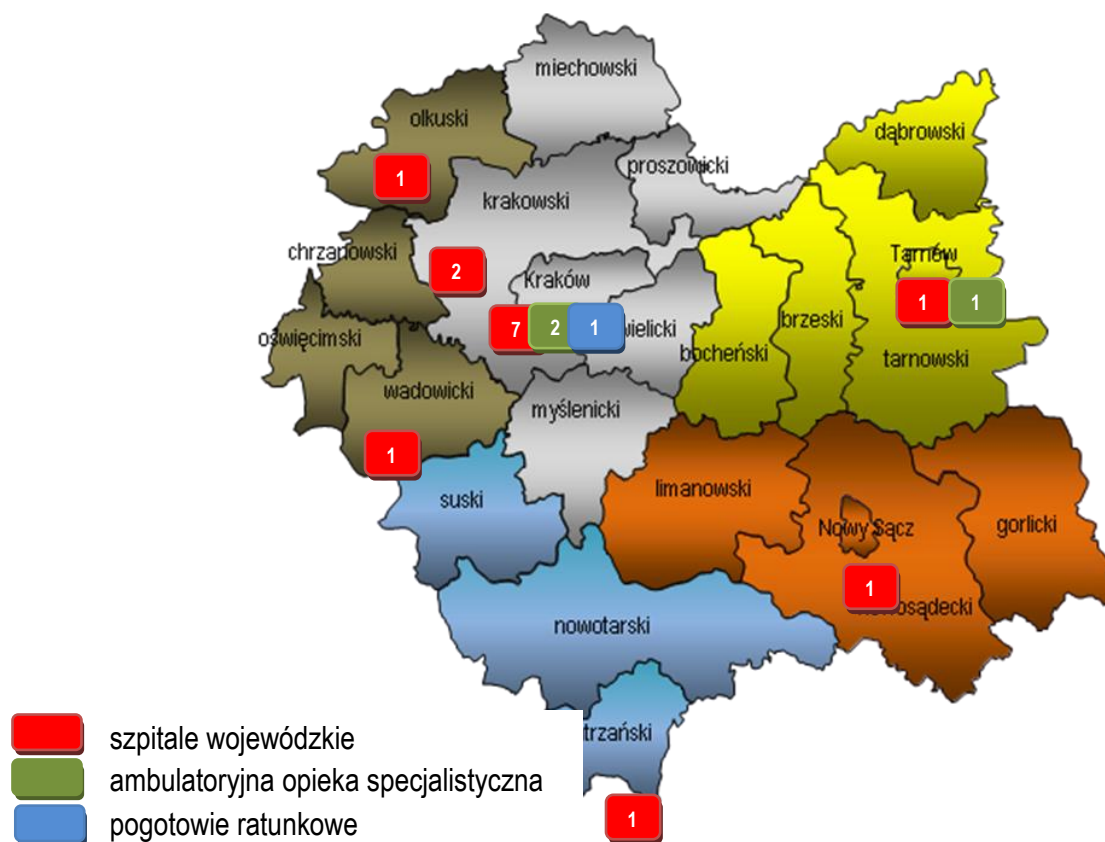 miechowski
olkuski
dąbrowski
proszowicki
1
krakowski
chrzanowski
Tarnów
2
Kraków
1 1
7 2 1 wielicki
brzeski
oświęcimski
bocheński
tarnowski
wadowicki
myślenicki
1
suski
limanowski
Nowy Sącz
gorlicki
1
nowotarski
szpitale wojewódzkie
ambulatoryjna opieka specjalistyczna
pogotowie ratunkowe
1